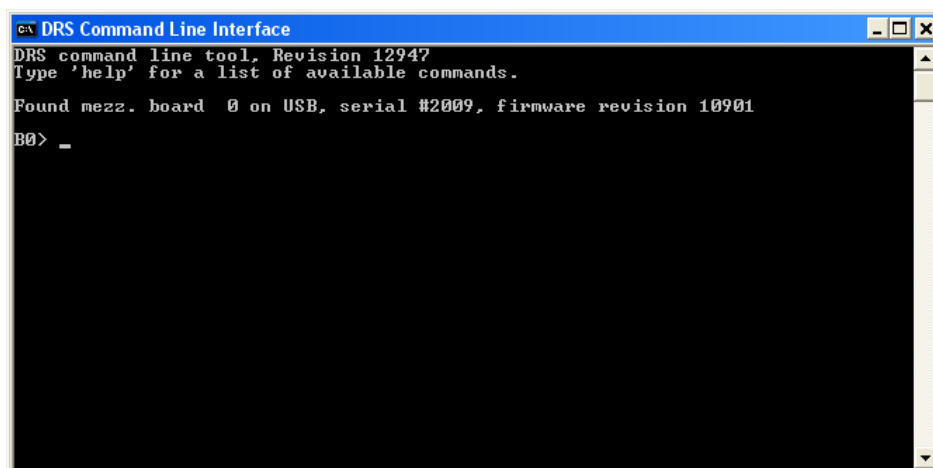 DRS Command Line Interface
DRS command line tool, Revision 12947
Type 'help' for a list of available commands.
Found mezz. board  0 on USB, serial #2009, firmware revision 10901
B0> _